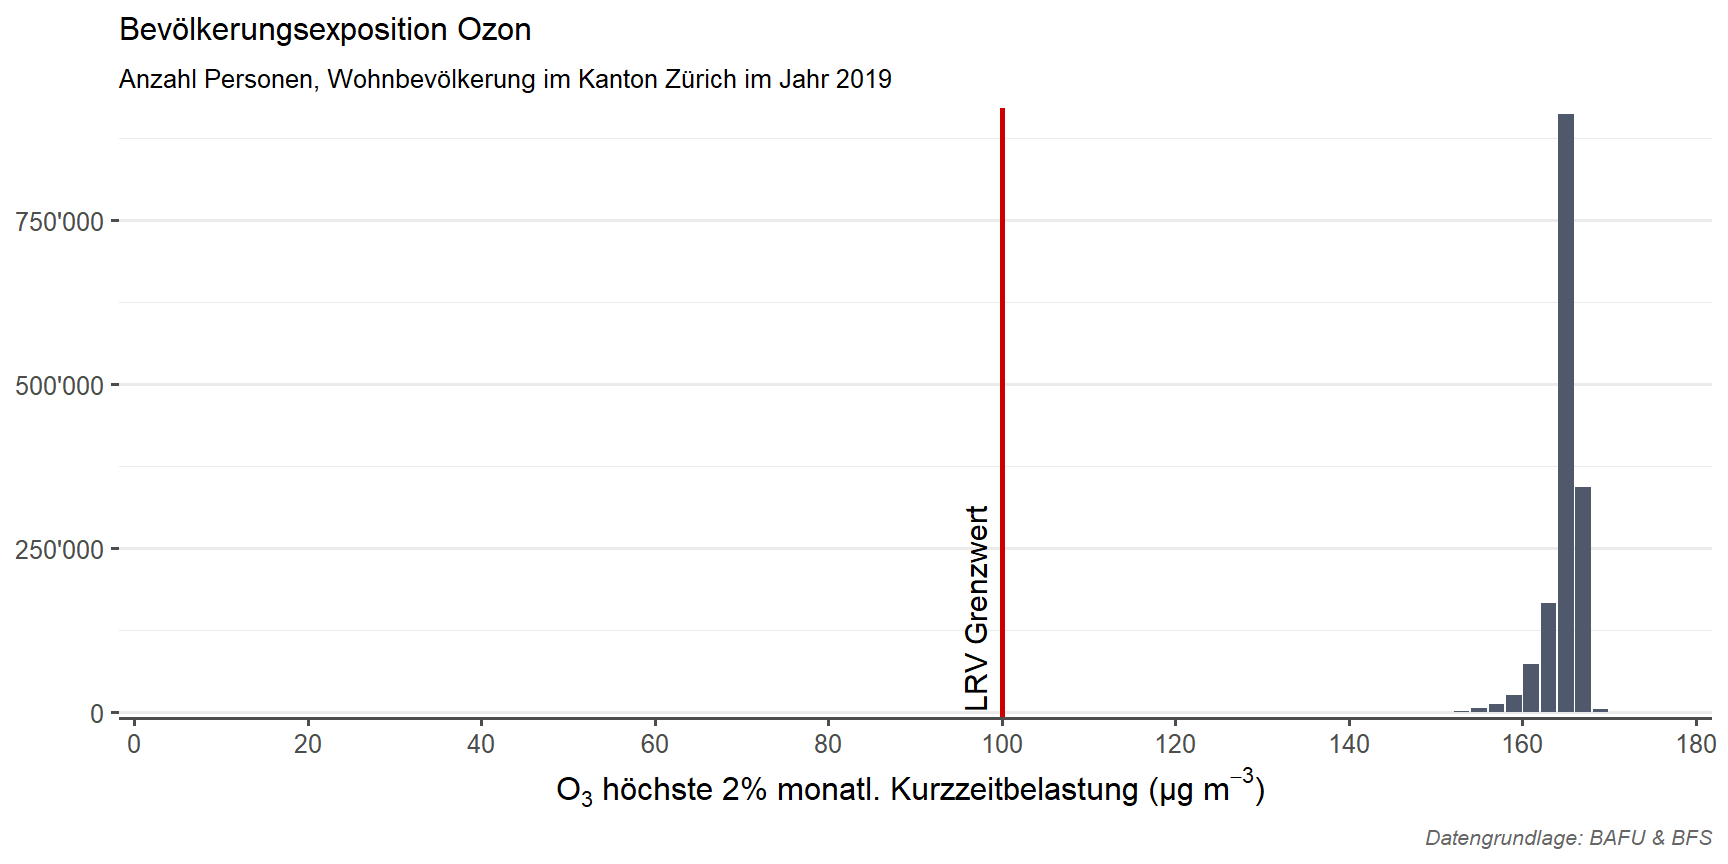 Bevölkerungsexposition Ozon
Anzahl Personen, Wohnbevölkerung im Kanton Zürich im Jahr 2019
750'000
500'000
250'000
0
LRV Grenzwert
0 20 40 60 80 100 120 140 160 180
O₃ höchste 2% monatl. Kurzzeitbelastung (µg m⁻³)
Datengrundlage: BAFU & BFS